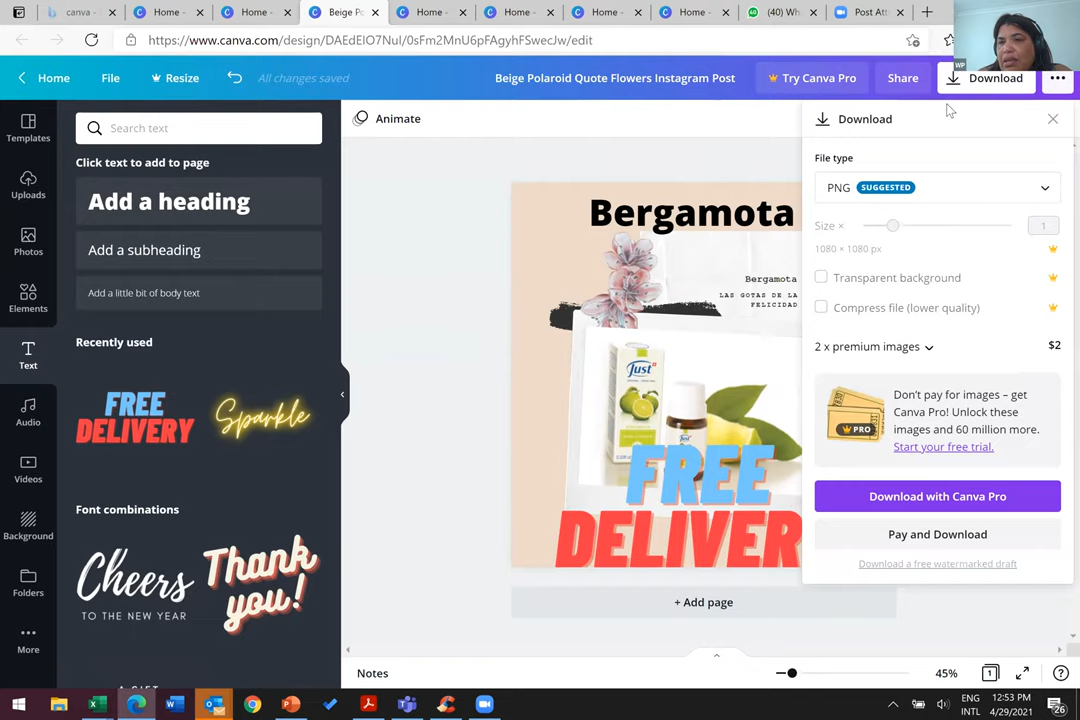 canva
Home -
Home -
Beige Po
Home -
Home -
Home -
Home -
(40) Wh
Post Att
https://www.canva.com/design/DAEdEIO7NuI/0sFm2MnU6pFAgyhFSwecJw/edit
WP
Home
File
Resize
All changes saved
Beige Polaroid Quote Flowers Instagram Post
Try Canva Pro
Share
Download
Templates
Uploads
Photos
Elements
Text
Audio
Videos
Background
Folders
More
Search text
Click text to add to page
Add a heading
Add a subheading
Add a little bit of body text
Recently used
FREE
DELIVERY
Sparkle
Font combinations
Cheers
TO THE NEW YEAR
Thank
you!
Animate
Bergamota
Bergamota
LAS GOTAS DE LA
FELICIDAD
Just
FREE
DELIVER
+ Add page
Download
File type
PNG SUGGESTED
Size ×
1
1080 × 1080 px
Transparent background
Compress file (lower quality)
2 x premium images
$2
PRO
Don't pay for images – get
Canva Pro! Unlock these
images and 60 million more.
Start your free trial.
Download with Canva Pro
Pay and Download
Download a free watermarked draft
Notes
45%
1
ENG
INTL
12:53 PM
4/29/2021
26